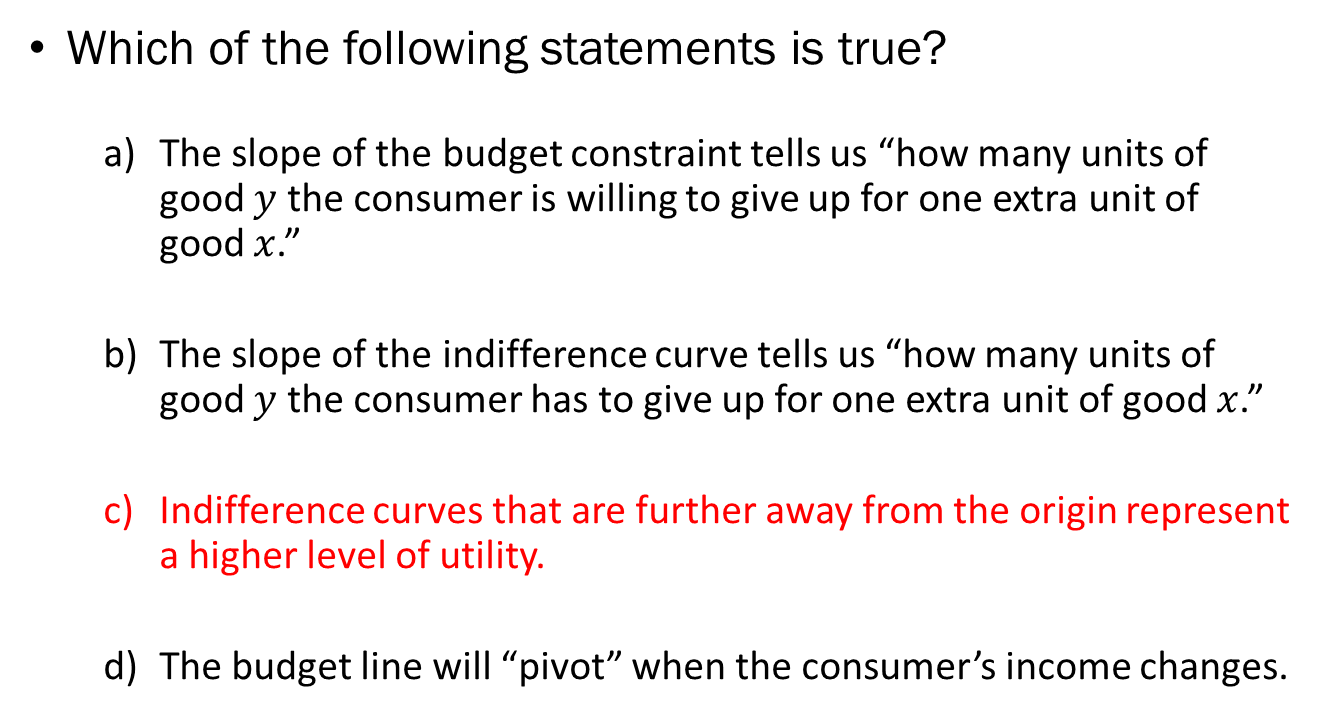 • Which of the following statements is true?
a) The slope of the budget constraint tells us “how many units of
good 𝑦 the consumer is willing to give up for one extra unit of
good 𝑥.”
b) The slope of the indifference curve tells us “how many units of
good 𝑦 the consumer has to give up for one extra unit of good 𝑥.”
c) Indifference curves that are further away from the origin represent
a higher level of utility.
d) The budget line will “pivot” when the consumer’s income changes.